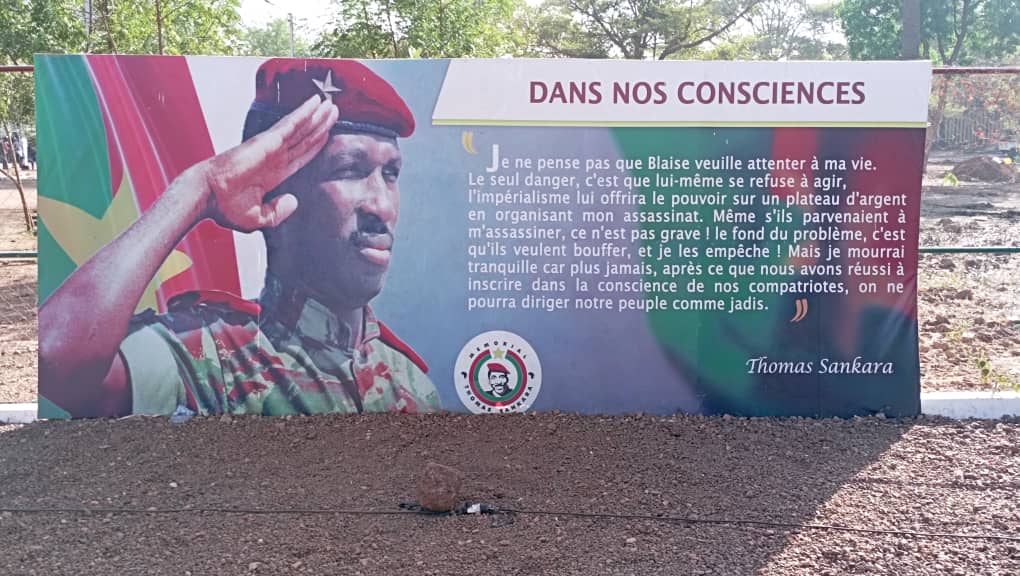 DANS NOS CONSCIENCES
Je ne pense pas que Blaise veuille attenter à ma vie.
Le seul danger, c'est que lui-même se refuse à agir,
l'impérialisme lui offrira le pouvoir sur un plateau d'argent
en organisant mon assassinat. Même s'ils parvenaient à
m'assassiner, ce n'est pas grave ! le fond du problème, c'est
qu'ils veulent bouffer, et je les empêche ! Mais je mourrai
tranquille car plus jamais, après ce que nous avons réussi à
inscrire dans la conscience de nos compatriotes, on ne
pourra diriger notre peuple comme jadis.
Thomas Sankara
MEMORIAL
THOMAS SANKARA